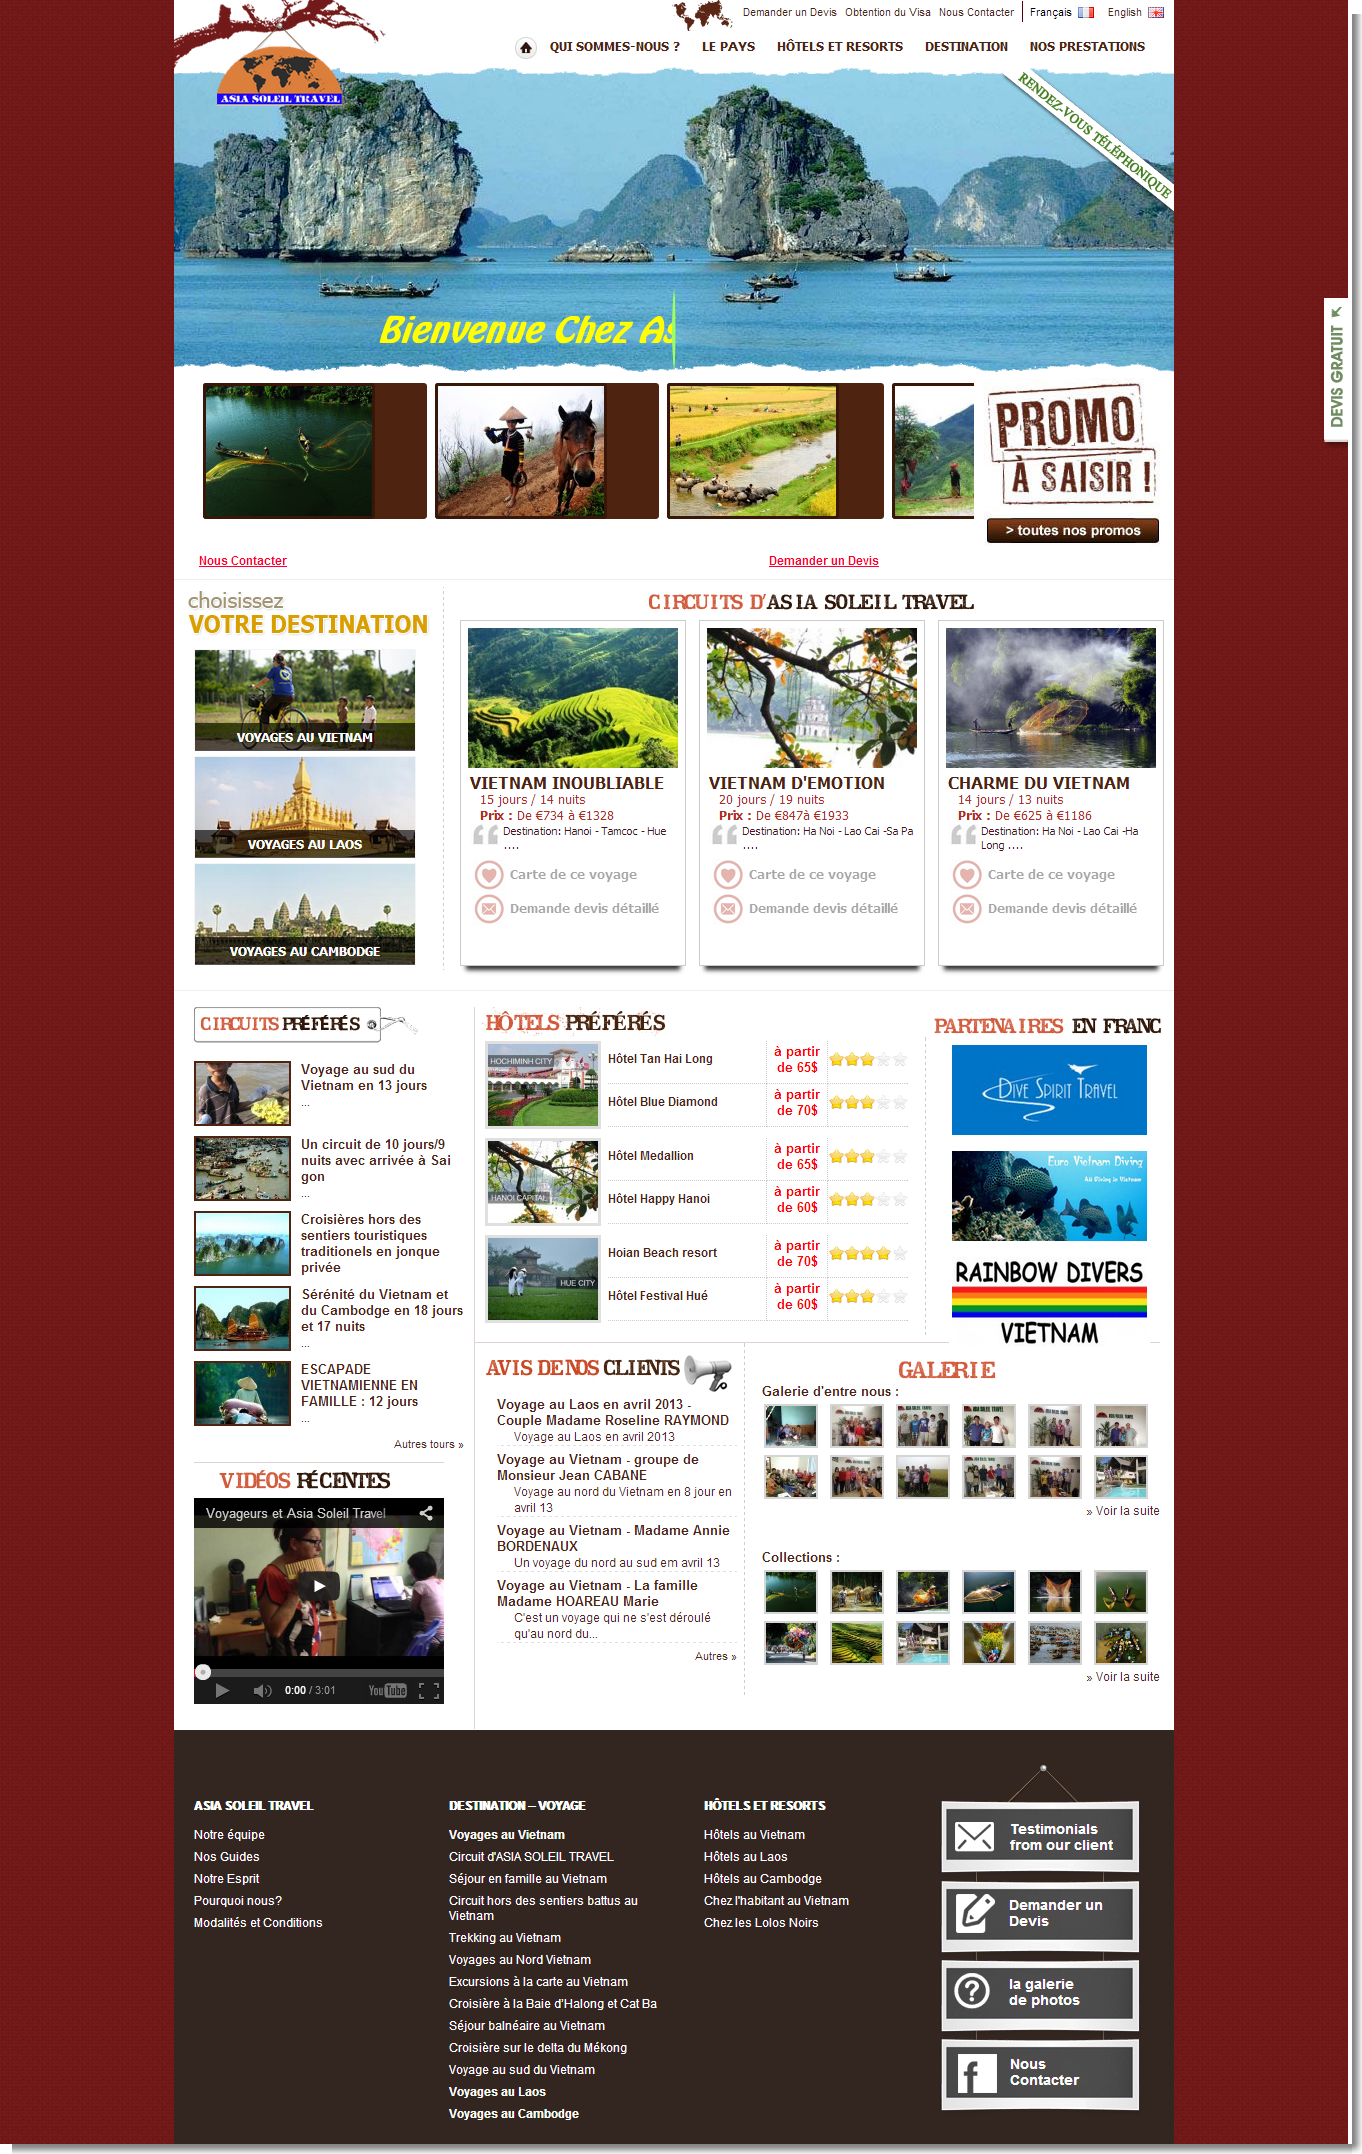 Demander un Devis Obtention du Visa Nous Contacter Français English
QUI SOMMES-NOUS ? LE PAYS HÔTELS ET RESORTS DESTINATION NOS PRESTATIONS
ASIA SOLEIL TRAVEL
RENDEZ-VOUS TÉLÉPHONIQUE
DEVIS GRATUIT
Bienvenue Chez As
PROMO
À SAISIR !
> toutes nos promos
Nous Contacter
Demander un Devis
choisissez
VOTRE DESTINATION
VOYAGES AU VIETNAM
VOYAGES AU LAOS
VOYAGES AU CAMBODGE
CIRCUITS D'ASIA SOLEIL TRAVEL
VIETNAM INOUBLIABLE
15 jours / 14 nuits
Prix : De €734 à €1328
Destination: Hanoi - Tamcoc - Hue
....
Carte de ce voyage
Demande devis détaillé
VIETNAM D'EMOTION
20 jours / 19 nuits
Prix : De €847à €1933
Destination: Ha Noi - Lao Cai -Sa Pa
....
Carte de ce voyage
Demande devis détaillé
CHARME DU VIETNAM
14 jours / 13 nuits
Prix : De €625 à €1186
Destination: Ha Noi - Lao Cai -Ha
Long ....
Carte de ce voyage
Demande devis détaillé
CIRCUITS PRÉFÉRÉS
Voyage au sud du
Vietnam en 13 jours
...
Un circuit de 10 jours/9
nuits avec arrivée à Sai
gon
...
Croisières hors des
sentiers touristiques
traditionels en jonque
privée
Sérénité du Vietnam et
du Cambodge en 18 jours
et 17 nuits
...
ESCAPADE
VIETNAMIENNE EN
FAMILLE : 12 jours
...
Autres tours »
VIDÉOS RÉCENTES
Voyageurs et Asia Soleil Travel
0:00 / 3:01
YouTube
HÔTELS PRÉFÉRÉS
HOCHIMINH CITY
Hôtel Tan Hai Long
à partir
de 65$
Hôtel Blue Diamond
à partir
de 70$
HANOI CAPITAL
Hôtel Medallion
à partir
de 65$
Hôtel Happy Hanoi
à partir
de 60$
HUE CITY
Hoian Beach resort
à partir
de 70$
Hôtel Festival Hué
à partir
de 60$
PARTENAIRES EN FRANC
DIVE SPIRIT TRAVEL
Euro Vietnam Diving
All Diving in Vietnam
RAINBOW DIVERS
VIETNAM
AVIS DE NOS CLIENTS
Voyage au Laos en avril 2013 -
Couple Madame Roseline RAYMOND
Voyage au Laos en avril 2013
Voyage au Vietnam - groupe de
Monsieur Jean CABANE
Voyage au nord du Vietnam en 8 jour en
avril 13
Voyage au Vietnam - Madame Annie
BORDENAUX
Un voyage du nord au sud em avril 13
Voyage au Vietnam - La famille
Madame HOAREAU Marie
C'est un voyage qui ne s'est déroulé
qu'au nord du...
Autres »
GALERIE
Galerie d'entre nous :
» Voir la suite
Collections :
» Voir la suite
ASIA SOLEIL TRAVEL
Notre équipe
Nos Guides
Notre Esprit
Pourquoi nous?
Modalités et Conditions
DESTINATION – VOYAGE
Voyages au Vietnam
Circuit d'ASIA SOLEIL TRAVEL
Séjour en famille au Vietnam
Circuit hors des sentiers battus au
Vietnam
Trekking au Vietnam
Voyages au Nord Vietnam
Excursions à la carte au Vietnam
Croisière à la Baie d'Halong et Cat Ba
Séjour balnéaire au Vietnam
Croisière sur le delta du Mékong
Voyage au sud du Vietnam
Voyages au Laos
Voyages au Cambodge
HÔTELS ET RESORTS
Hôtels au Vietnam
Hôtels au Laos
Hôtels au Cambodge
Chez l'habitant au Vietnam
Chez les Lolos Noirs
Testimonials
from our client
Demander un
Devis
la galerie
de photos
Nous
Contacter